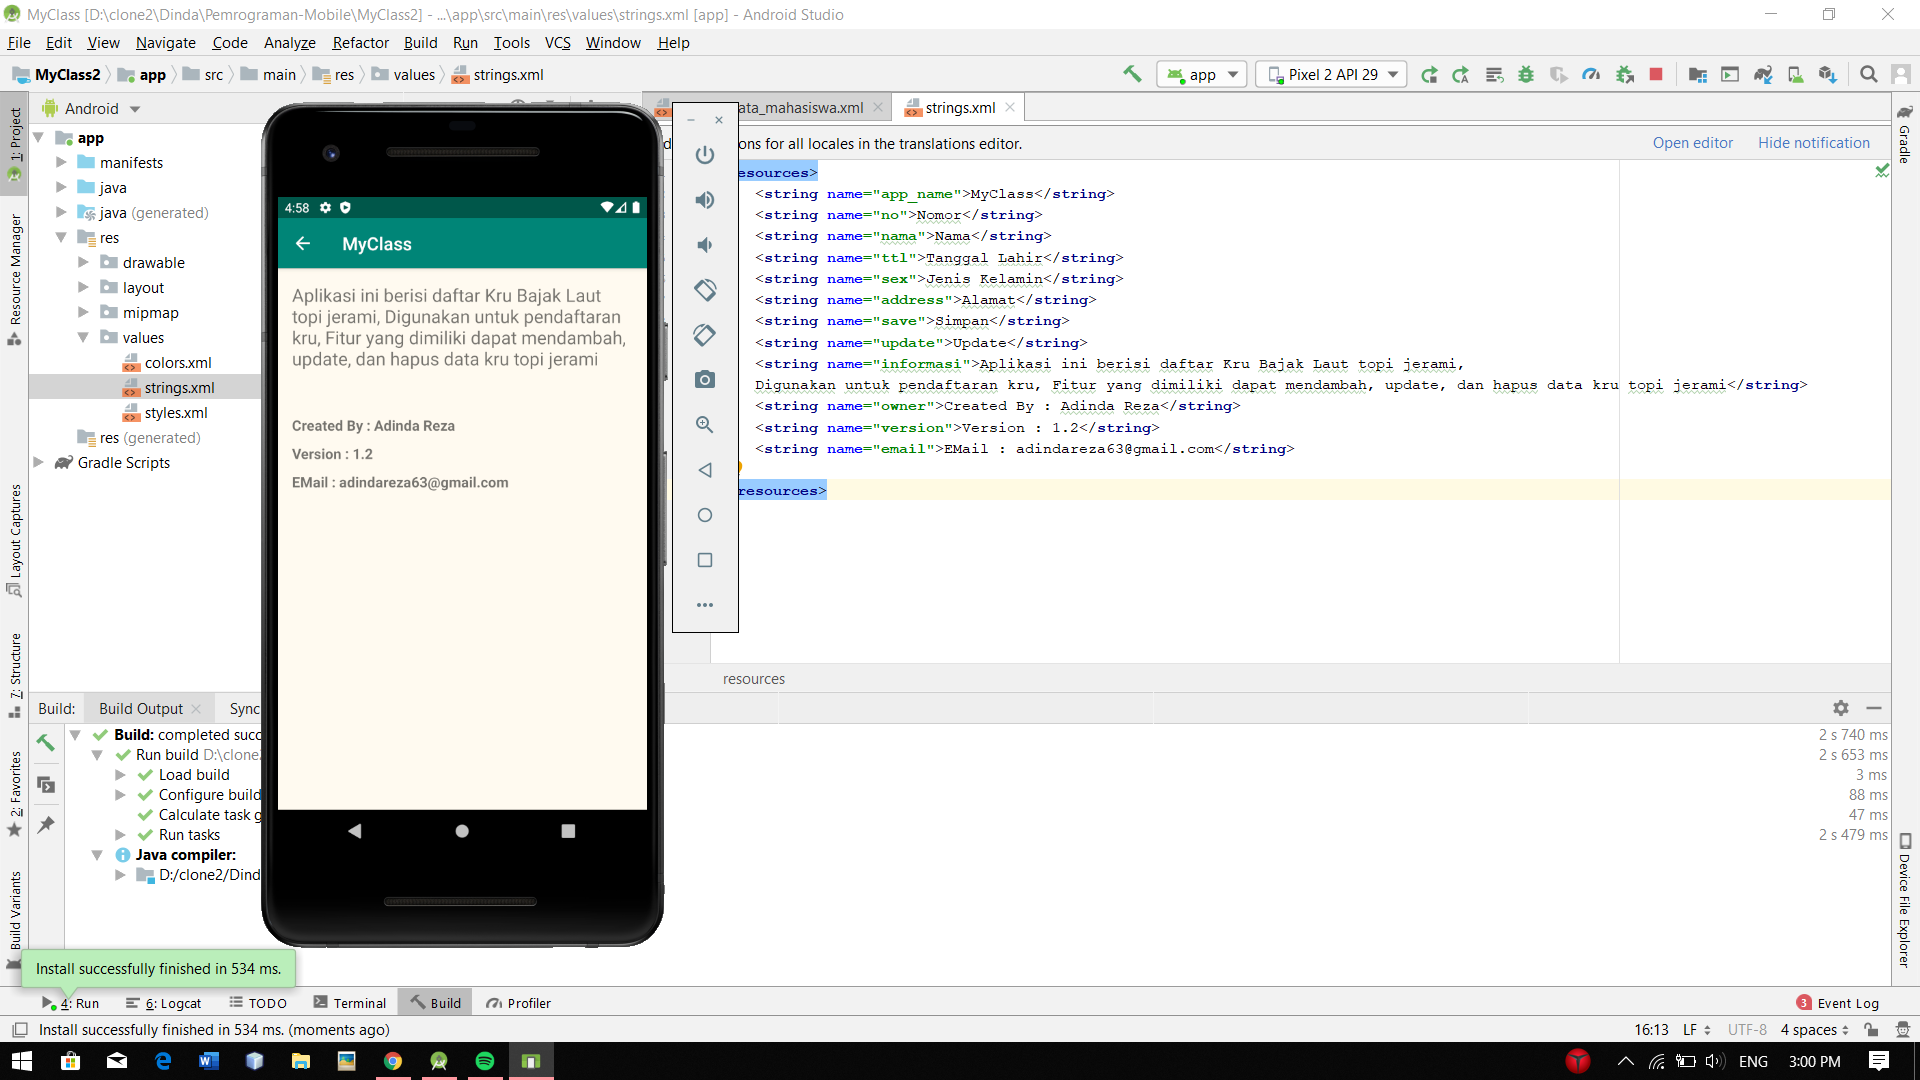 MyClass [D:\clone2\Dinda\Pemrograman-Mobile\MyClass2] - ...\app\src\main\res\values\strings.xml [app] - Android Studio
File Edit View Navigate Code Analyze Refactor Build Run Tools VCS Window Help
MyClass2 app src main res values strings.xml
app Pixel 2 API 29
Android
ata_mahasiswa.xml strings.xml
ons for all locales in the translations editor. Open editor Hide notification
1: Project
Resource Manager
Layout Captures
7: Structure
2: Favorites
Build Variants
app
manifests
java
java (generated)
res
drawable
layout
mipmap
values
colors.xml
strings.xml
styles.xml
res (generated)
Gradle Scripts
4:58
MyClass
Aplikasi ini berisi daftar Kru Bajak Laut
topi jerami, Digunakan untuk pendaftaran
kru, Fitur yang dimiliki dapat mendambah,
update, dan hapus data kru topi jerami
Created By : Adinda Reza
Version : 1.2
EMail : adindareza63@gmail.com
esources>
<string name="app_name">MyClass</string>
<string name="no">Nomor</string>
<string name="nama">Nama</string>
<string name="ttl">Tanggal Lahir</string>
<string name="sex">Jenis Kelamin</string>
<string name="address">Alamat</string>
<string name="save">Simpan</string>
<string name="update">Update</string>
<string name="informasi">Aplikasi ini berisi daftar Kru Bajak Laut topi jerami,
Digunakan untuk pendaftaran kru, Fitur yang dimiliki dapat mendambah, update, dan hapus data kru topi jerami</string>
<string name="owner">Created By : Adinda Reza</string>
<string name="version">Version : 1.2</string>
<string name="email">EMail : adindareza63@gmail.com</string>
resources>
resources
Gradle
Device File Explorer
Build: Build Output Sync
Build: completed succ 2 s 740 ms
Run build D:\clone 2 s 653 ms
Load build 3 ms
Configure build 88 ms
Calculate task g 47 ms
Run tasks 2 s 479 ms
Java compiler:
D:/clone2/Dind
Install successfully finished in 534 ms.
4: Run 6: Logcat TODO Terminal Build Profiler 3 Event Log
Install successfully finished in 534 ms. (moments ago) 16:13 LF UTF-8 4 spaces
ENG 3:00 PM